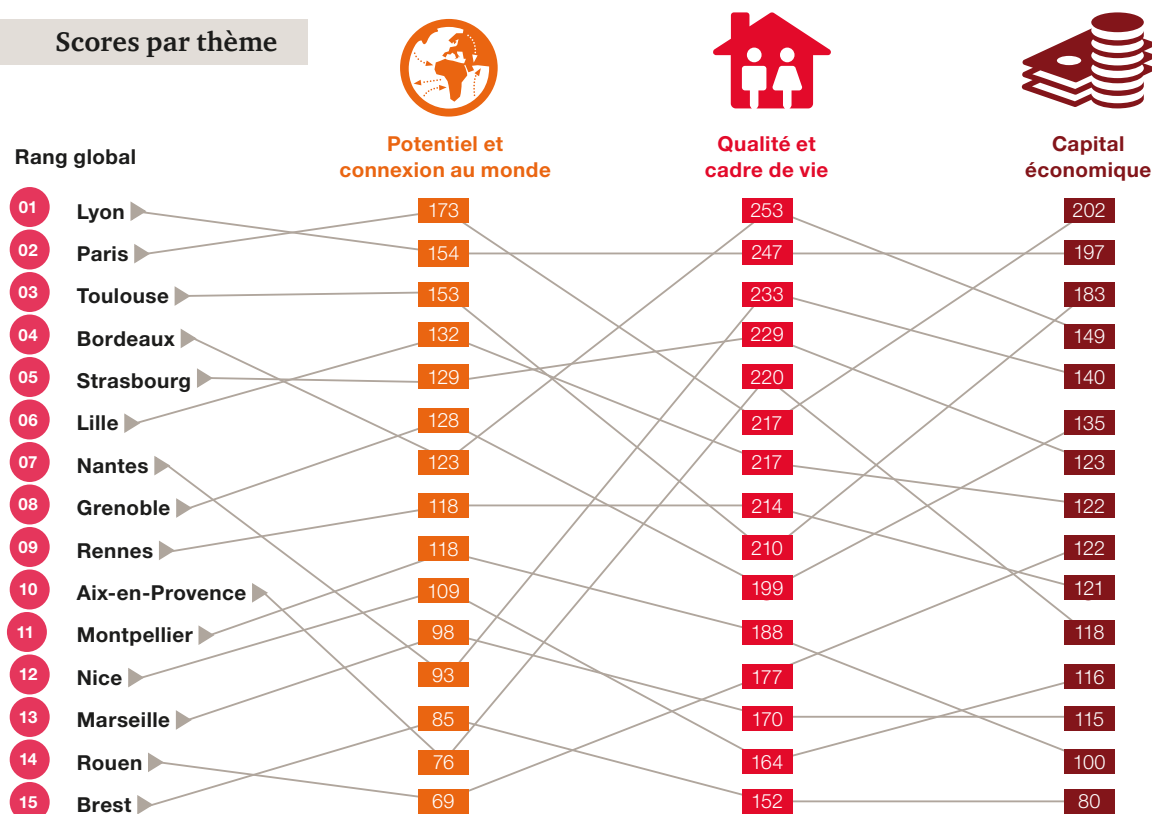 Scores par thème
Rang global
Potentiel et
connexion au monde
Qualité et
cadre de vie
Capital
économique
01 Lyon 173 253 202
02 Paris 154 247 197
03 Toulouse 153 233 183
04 Bordeaux 132 229 149
05 Strasbourg 129 220 140
06 Lille 128 217 135
07 Nantes 123 217 123
08 Grenoble 118 214 122
09 Rennes 118 210 122
10 Aix-en-Provence 109 199 121
11 Montpellier 98 188 118
12 Nice 93 177 116
13 Marseille 85 170 115
14 Rouen 76 164 100
15 Brest 69 152 80